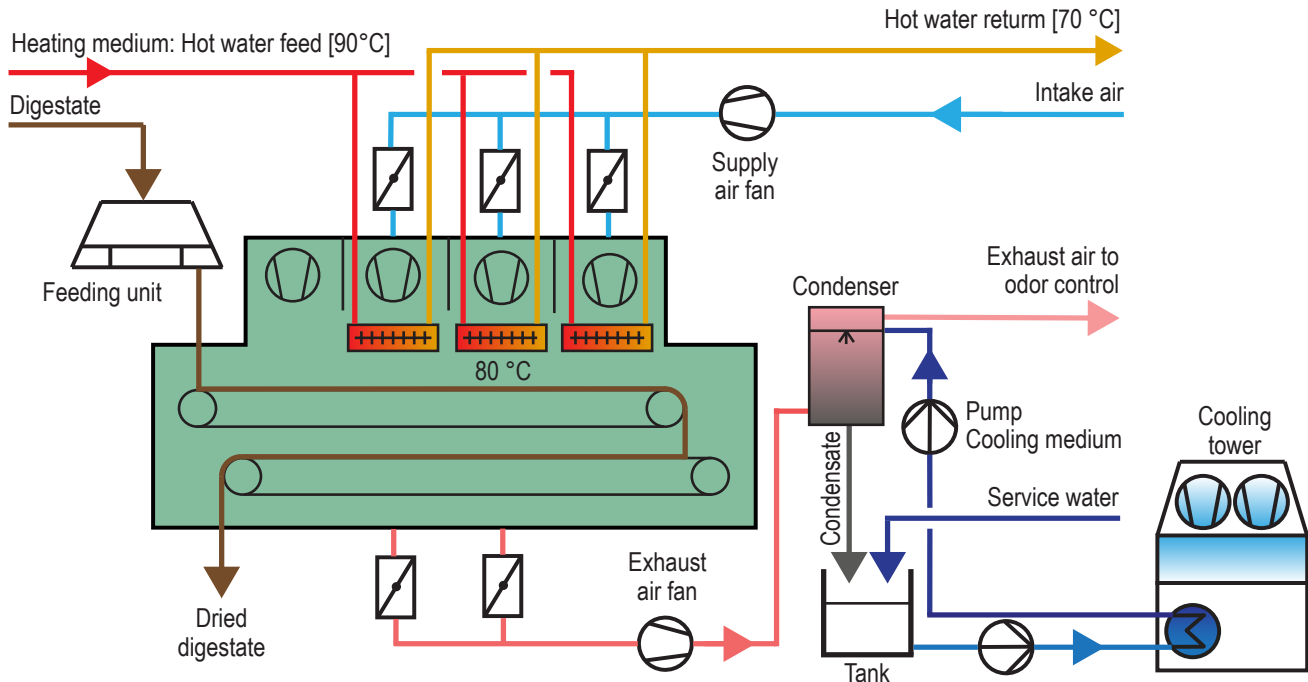 Hot water returm [70 °C]
Heating medium: Hot water feed [90°C]
Digestate
Intake air
Supply
air fan
Feeding unit
Exhaust air to
odor control
Condenser
80 °C
Pump
Cooling medium
Cooling
tower
Condensate
Service water
Exhaust
air fan
Dried
digestate
Tank